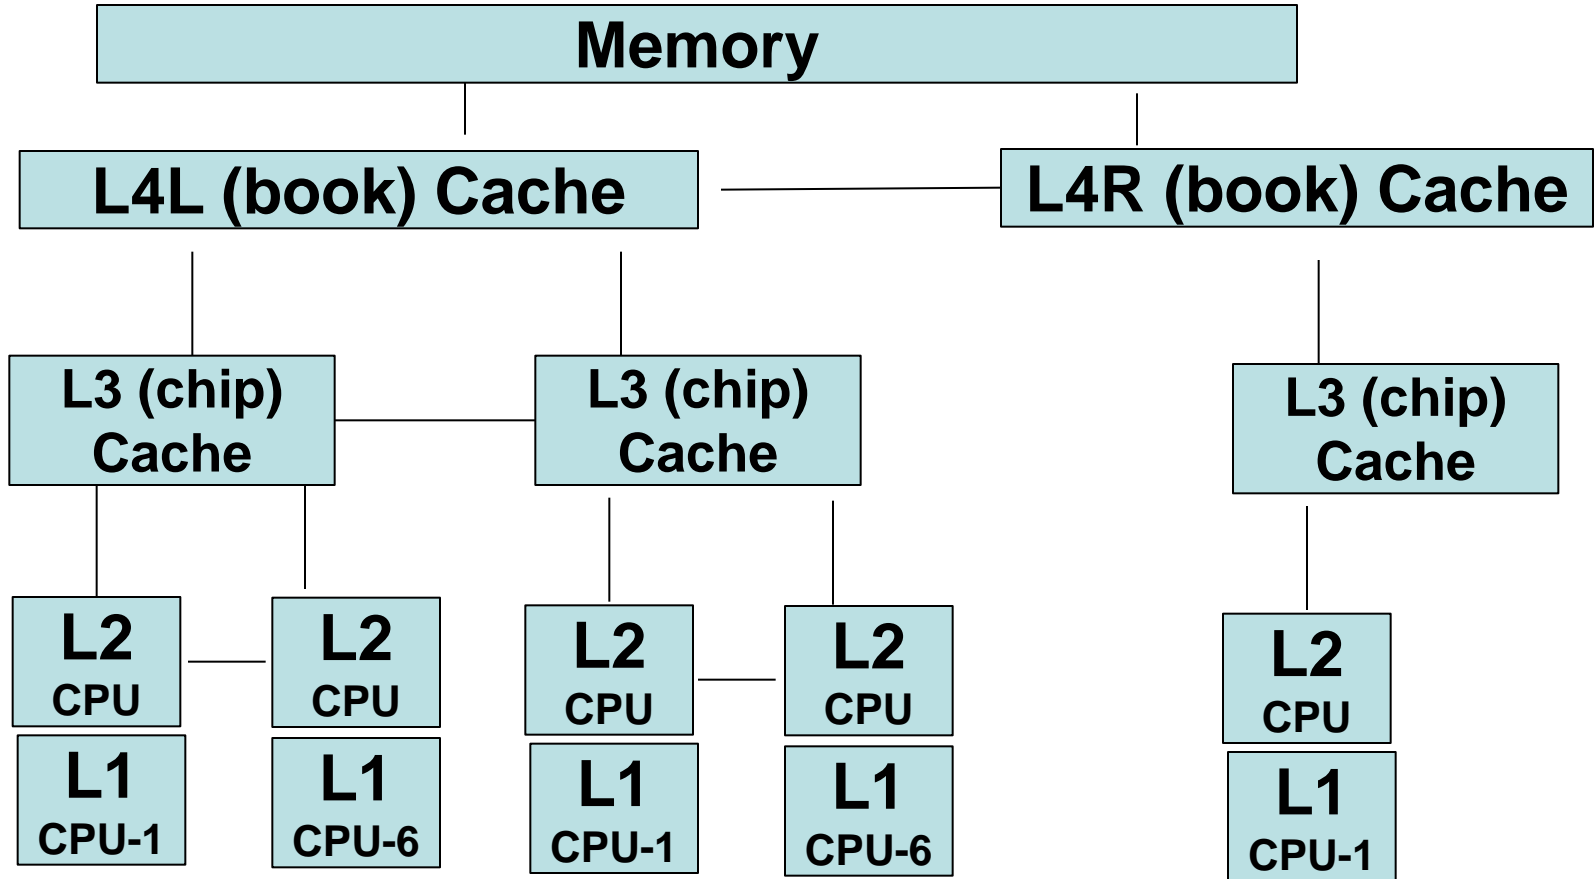 Memory
L4L (book) Cache
L4R (book) Cache
L3 (chip)
Cache
L3 (chip)
Cache
L3 (chip)
Cache
L2
CPU
L2
CPU
L2
CPU
L2
CPU
L2
CPU
L1
CPU-1
L1
CPU-6
L1
CPU-1
L1
CPU-6
L1
CPU-1